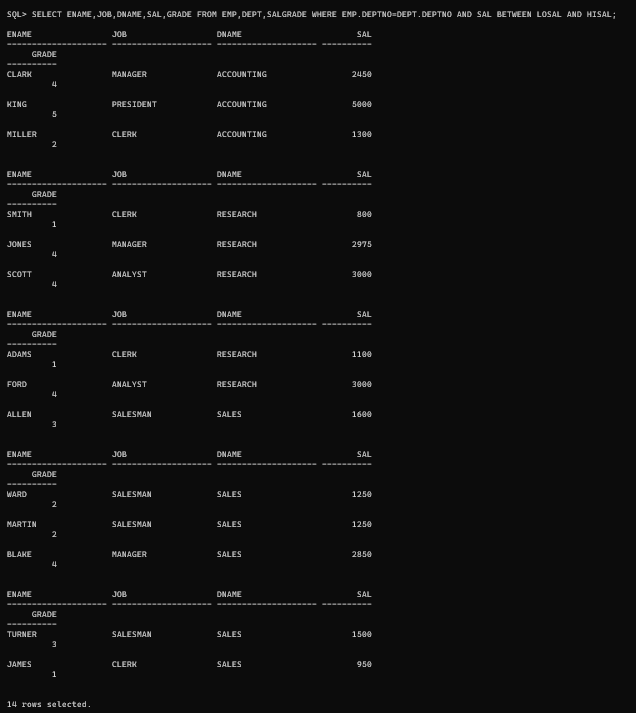 SQL> SELECT ENAME,JOB,DNAME,SAL,GRADE FROM EMP,DEPT,SALGRADE WHERE EMP.DEPTNO=DEPT.DEPTNO AND SAL BETWEEN LOSAL AND HISAL;
ENAME JOB DNAME SAL
-------------------- -------------------- -------------------- ----------
GRADE
----------
CLARK MANAGER ACCOUNTING 2450
4
KING PRESIDENT ACCOUNTING 5000
5
MILLER CLERK ACCOUNTING 1300
2
ENAME JOB DNAME SAL
-------------------- -------------------- -------------------- ----------
GRADE
----------
SMITH CLERK RESEARCH 800
1
JONES MANAGER RESEARCH 2975
4
SCOTT ANALYST RESEARCH 3000
4
ENAME JOB DNAME SAL
-------------------- -------------------- -------------------- ----------
GRADE
----------
ADAMS CLERK RESEARCH 1100
1
FORD ANALYST RESEARCH 3000
4
ALLEN SALESMAN SALES 1600
3
ENAME JOB DNAME SAL
-------------------- -------------------- -------------------- ----------
GRADE
----------
WARD SALESMAN SALES 1250
2
MARTIN SALESMAN SALES 1250
2
BLAKE MANAGER SALES 2850
4
ENAME JOB DNAME SAL
-------------------- -------------------- -------------------- ----------
GRADE
----------
TURNER SALESMAN SALES 1500
3
JAMES CLERK SALES 950
1
14 rows selected.